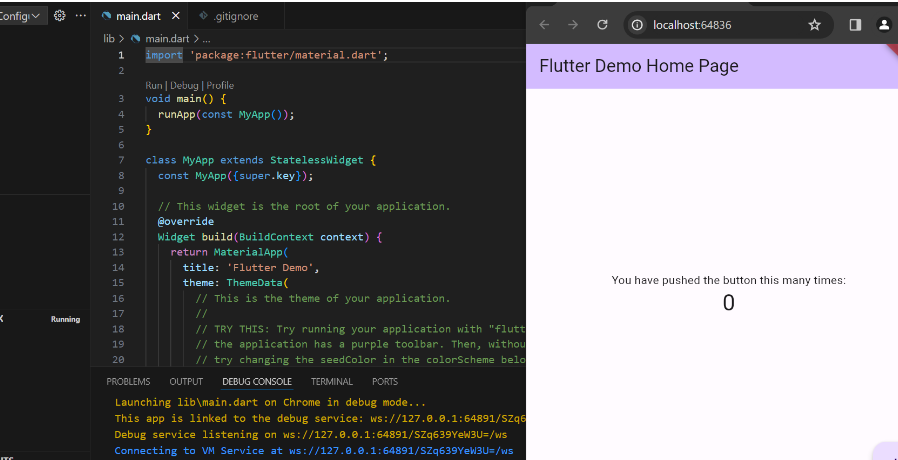 Config
main.dart
.gitignore
lib > main.dart > ...
1 import 'package:flutter/material.dart';
2
Run | Debug | Profile
3 void main() {
4 runApp(const MyApp());
5 }
6
7 class MyApp extends StatelessWidget {
8 const MyApp({super.key});
9
10 // This widget is the root of your application.
11 @override
12 Widget build(BuildContext context) {
13 return MaterialApp(
14 title: 'Flutter Demo',
15 theme: ThemeData(
16 // This is the theme of your application.
17 //
18 // TRY THIS: Try running your application with "flutt
19 // the application has a purple toolbar. Then, withou
20 // try changing the seedColor in the colorScheme belo
Running
PROBLEMS OUTPUT DEBUG CONSOLE TERMINAL PORTS
Launching lib\main.dart on Chrome in debug mode...
This app is linked to the debug service: ws://127.0.0.1:64891/SZq6
Debug service listening on ws://127.0.0.1:64891/SZq639YeW3U=/ws
Connecting to VM Service at ws://127.0.0.1:64891/SZq639YeW3U=/ws
localhost:64836
Flutter Demo Home Page
You have pushed the button this many times:
0